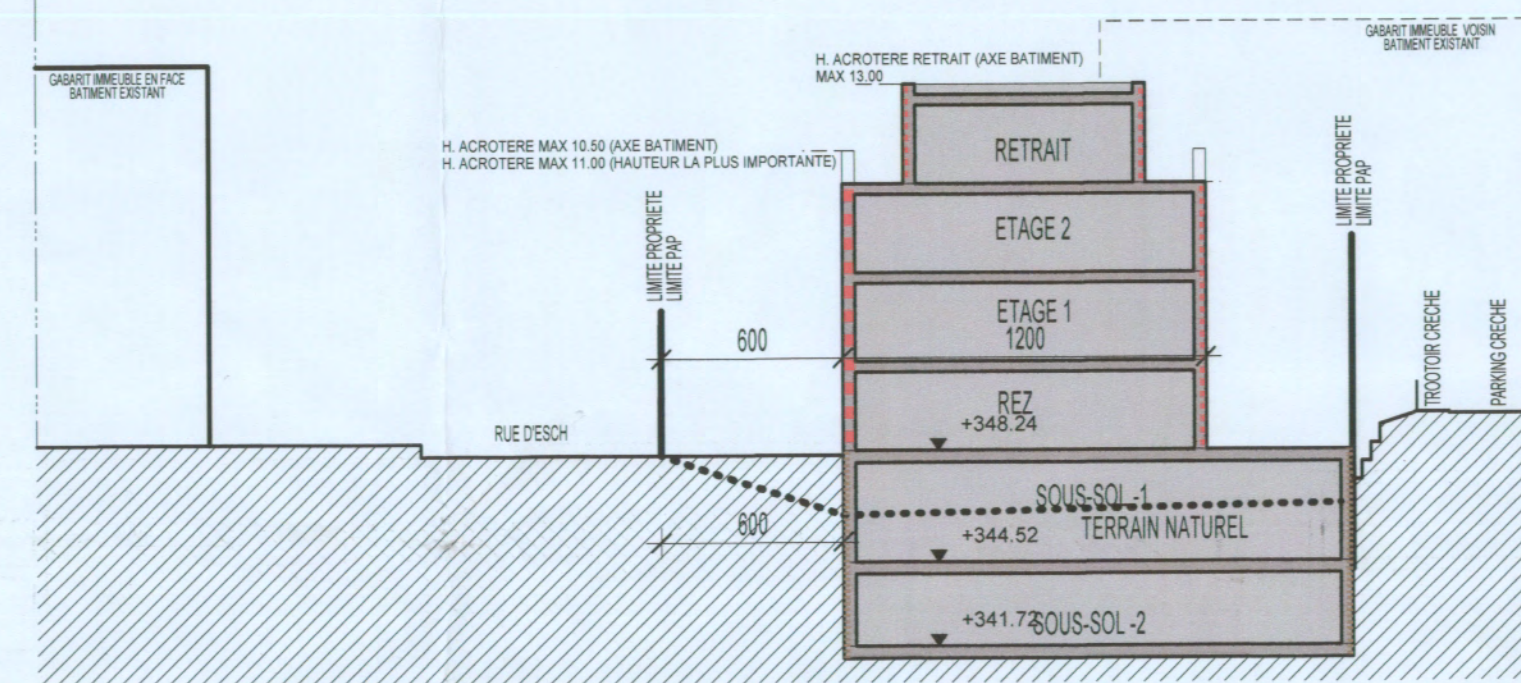 GABARIT IMMEUBLE EN FACE
BATIMENT EXISTANT
GABARIT IMMEUBLE VOISIN
BATIMENT EXISTANT
H. ACROTERE RETRAIT (AXE BATIMENT)
MAX 13.00
H. ACROTERE MAX 10.50 (AXE BATIMENT)
H. ACROTERE MAX 11.00 (HAUTEUR LA PLUS IMPORTANTE)
RETRAIT
LIMITE PROPRIETE
LIMITE PAP
LIMITE PROPRIETE
LIMITE PAP
ETAGE 2
ETAGE 1
600
1200
TROOTOIR CRECHE
PARKING CRECHE
REZ
+348.24
RUE D'ESCH
SOUS-SOL -1
600
+344.52
TERRAIN NATUREL
+341.72
SOUS-SOL -2